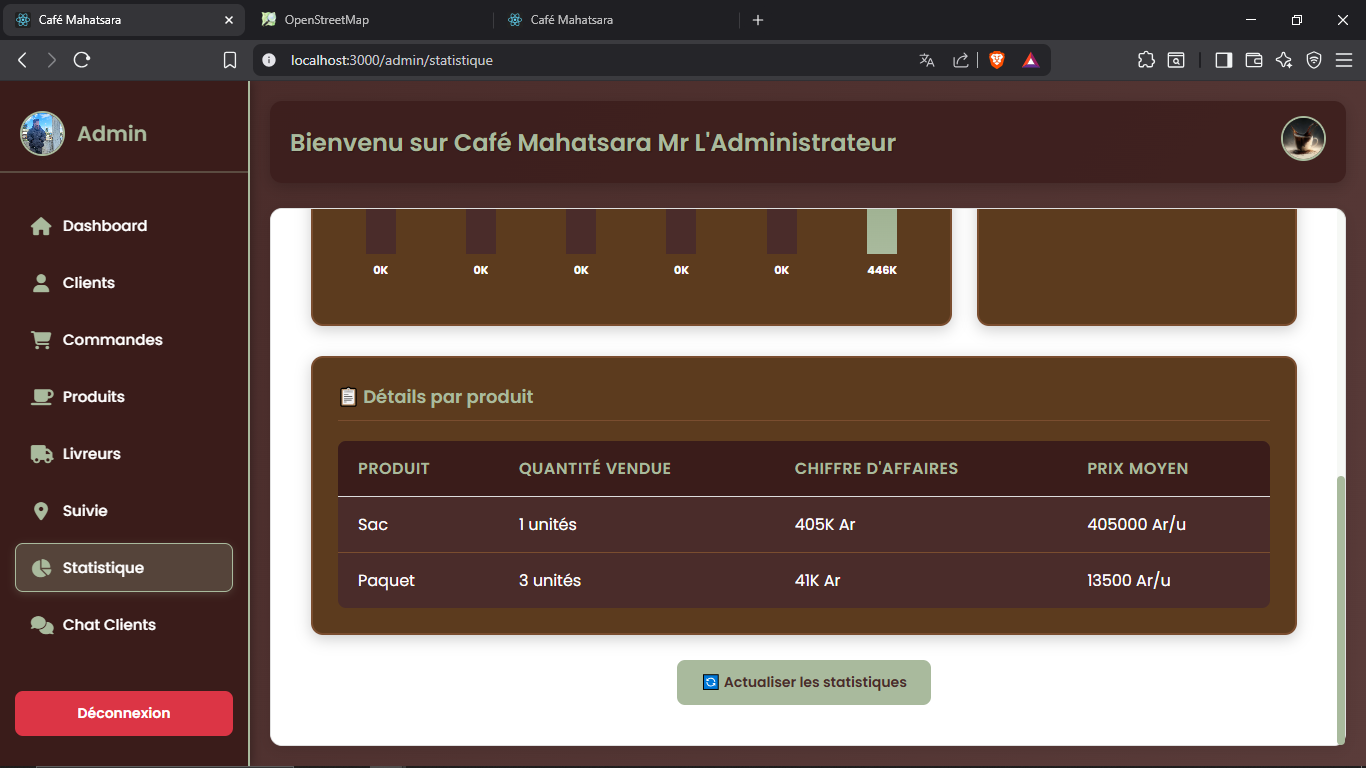 Café Mahatsara
OpenStreetMap
Café Mahatsara
localhost:3000/admin/statistique
Admin
Bienvenu sur Café Mahatsara Mr L'Administrateur
Dashboard
Clients
Commandes
Produits
Livreurs
Suivie
Statistique
Chat Clients
Déconnexion
0K 0K 0K 0K 0K 446K
Détails par produit
PRODUIT QUANTITÉ VENDUE CHIFFRE D'AFFAIRES PRIX MOYEN
Sac 1 unités 405K Ar 405000 Ar/u
Paquet 3 unités 41K Ar 13500 Ar/u
Actualiser les statistiques